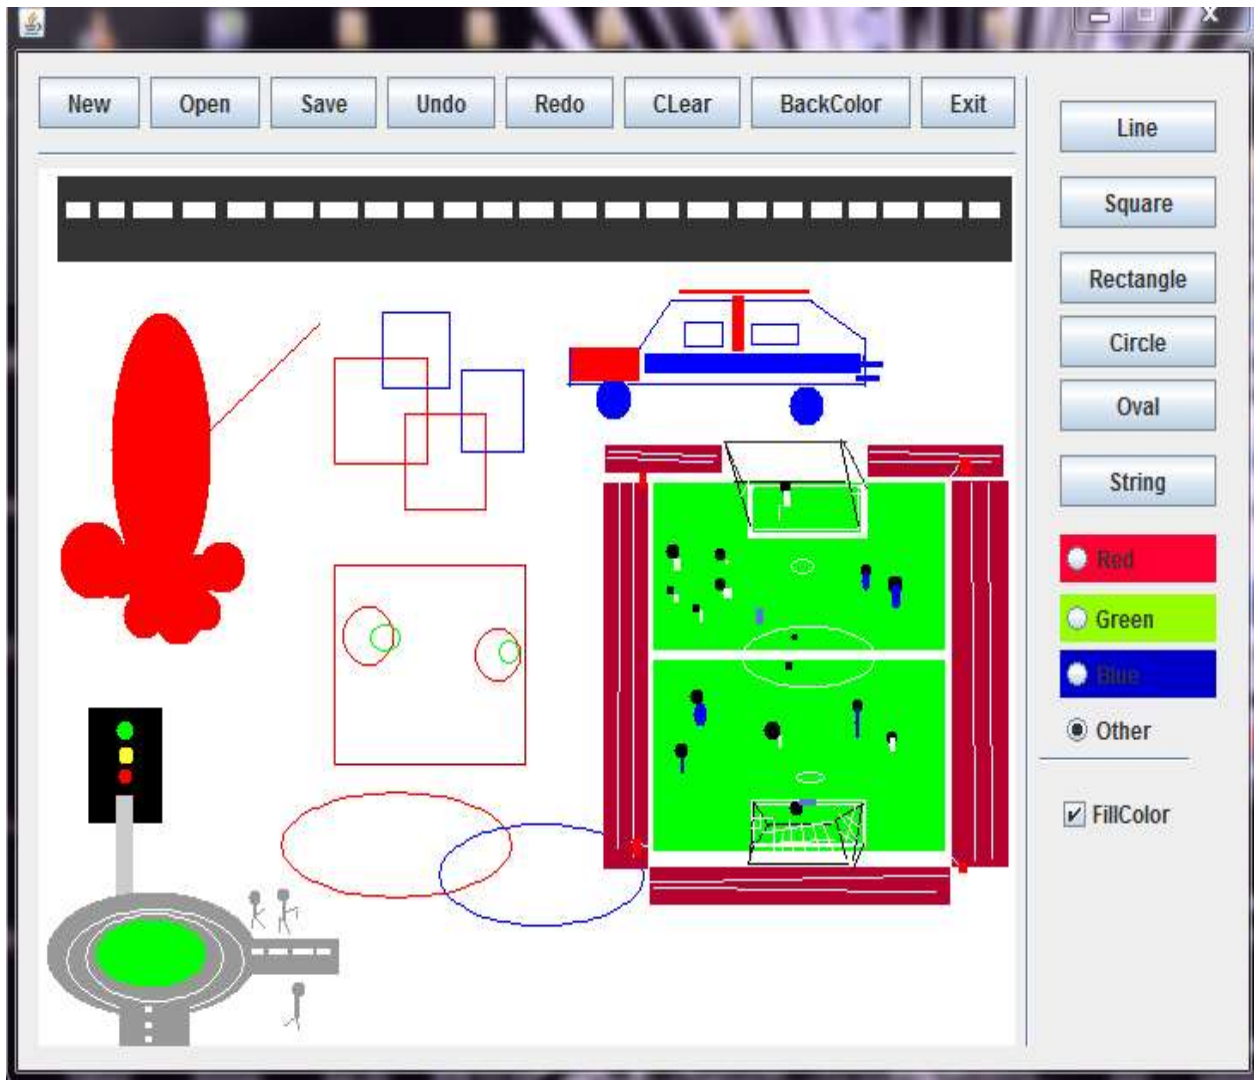 New Open Save Undo Redo CLear BackColor Exit
Line
Square
Rectangle
Circle
Oval
String
Red
Green
Blue
Other
FillColor